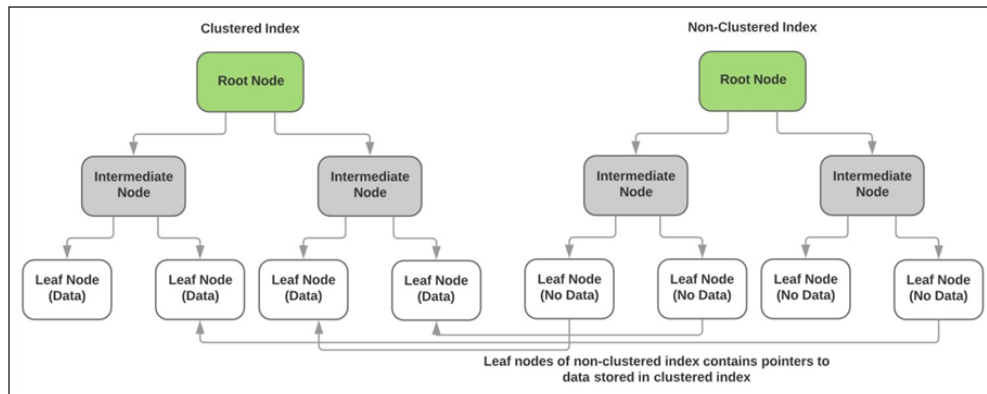 Clustered Index
Non-Clustered Index
Root Node
Root Node
Intermediate
Node
Intermediate
Node
Intermediate
Node
Intermediate
Node
Leaf Node
(Data)
Leaf Node
(Data)
Leaf Node
(Data)
Leaf Node
(Data)
Leaf Node
(No Data)
Leaf Node
(No Data)
Leaf Node
(No Data)
Leaf Node
(No Data)
Leaf nodes of non-clustered index contains pointers to
data stored in clustered index